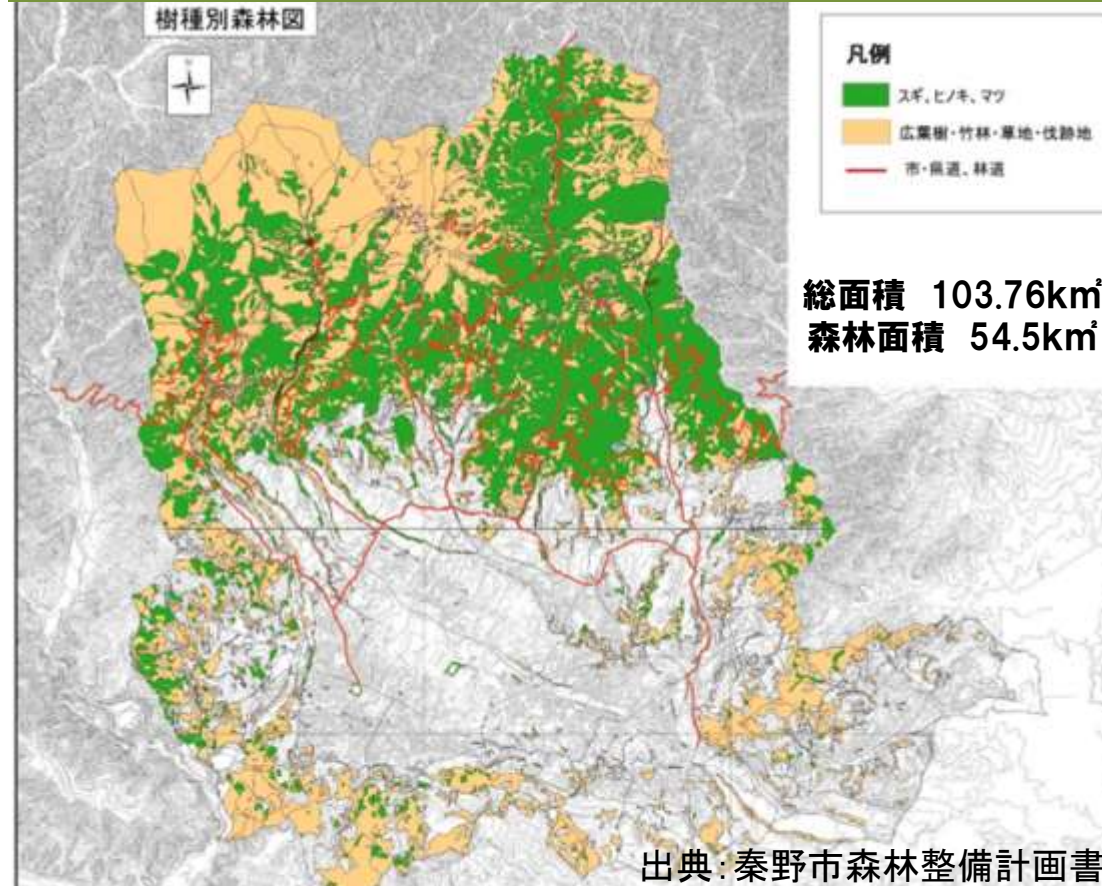 樹種別森林図
凡例
スギ、ヒノキ、マツ
広葉樹・竹林・草地・伐跡地
市・県道、林道
総面積 103.76k㎡
森林面積 54.5k㎡
出典:秦野市森林整備計画書